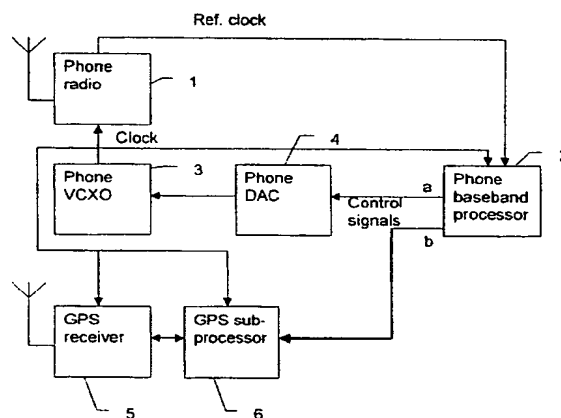 Ref. clock
Phone
radio
1
Clock
4
Phone
VCXO
3
Phone
DAC
a
Control
signals
b
Phone
baseband
processor
GPS
receiver
GPS sub-
processor
5
6